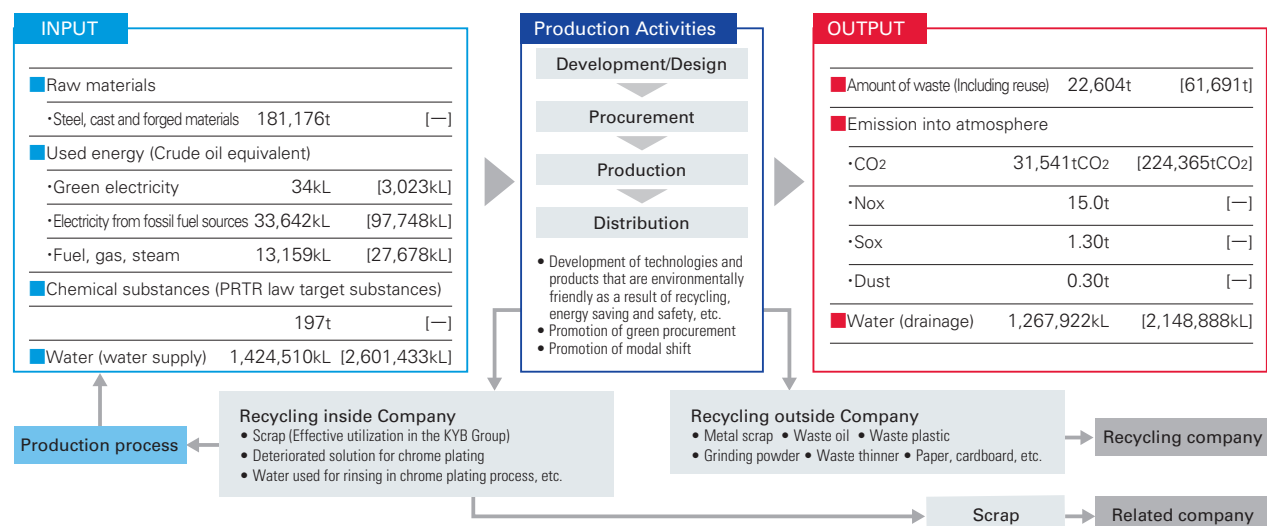 INPUT
■Raw materials
・Steel, cast and forged materials 181,176t [—]
■Used energy (Crude oil equivalent)
・Green electricity 34kL [3,023kL]
・Electricity from fossil fuel sources 33,642kL [97,748kL]
・Fuel, gas, steam 13,159kL [27,678kL]
■Chemical substances (PRTR law target substances)
197t [—]
■Water (water supply) 1,424,510kL [2,601,433kL]
Production Activities
Development/Design
Procurement
Production
Distribution
• Development of technologies and
products that are environmentally
friendly as a result of recycling,
energy saving and safety, etc.
• Promotion of green procurement
• Promotion of modal shift
OUTPUT
■Amount of waste (Including reuse) 22,604t [61,691t]
■Emission into atmosphere
・CO2 31,541tCO2 [224,365tCO2]
・Nox 15.0t [—]
・Sox 1.30t [—]
・Dust 0.30t [—]
■Water (drainage) 1,267,922kL [2,148,888kL]
Production process
Recycling inside Company
• Scrap (Effective utilization in the KYB Group)
• Deteriorated solution for chrome plating
• Water used for rinsing in chrome plating process, etc.
Recycling outside Company
• Metal scrap • Waste oil • Waste plastic
• Grinding powder • Waste thinner • Paper, cardboard, etc.
Recycling company
Scrap
Related company